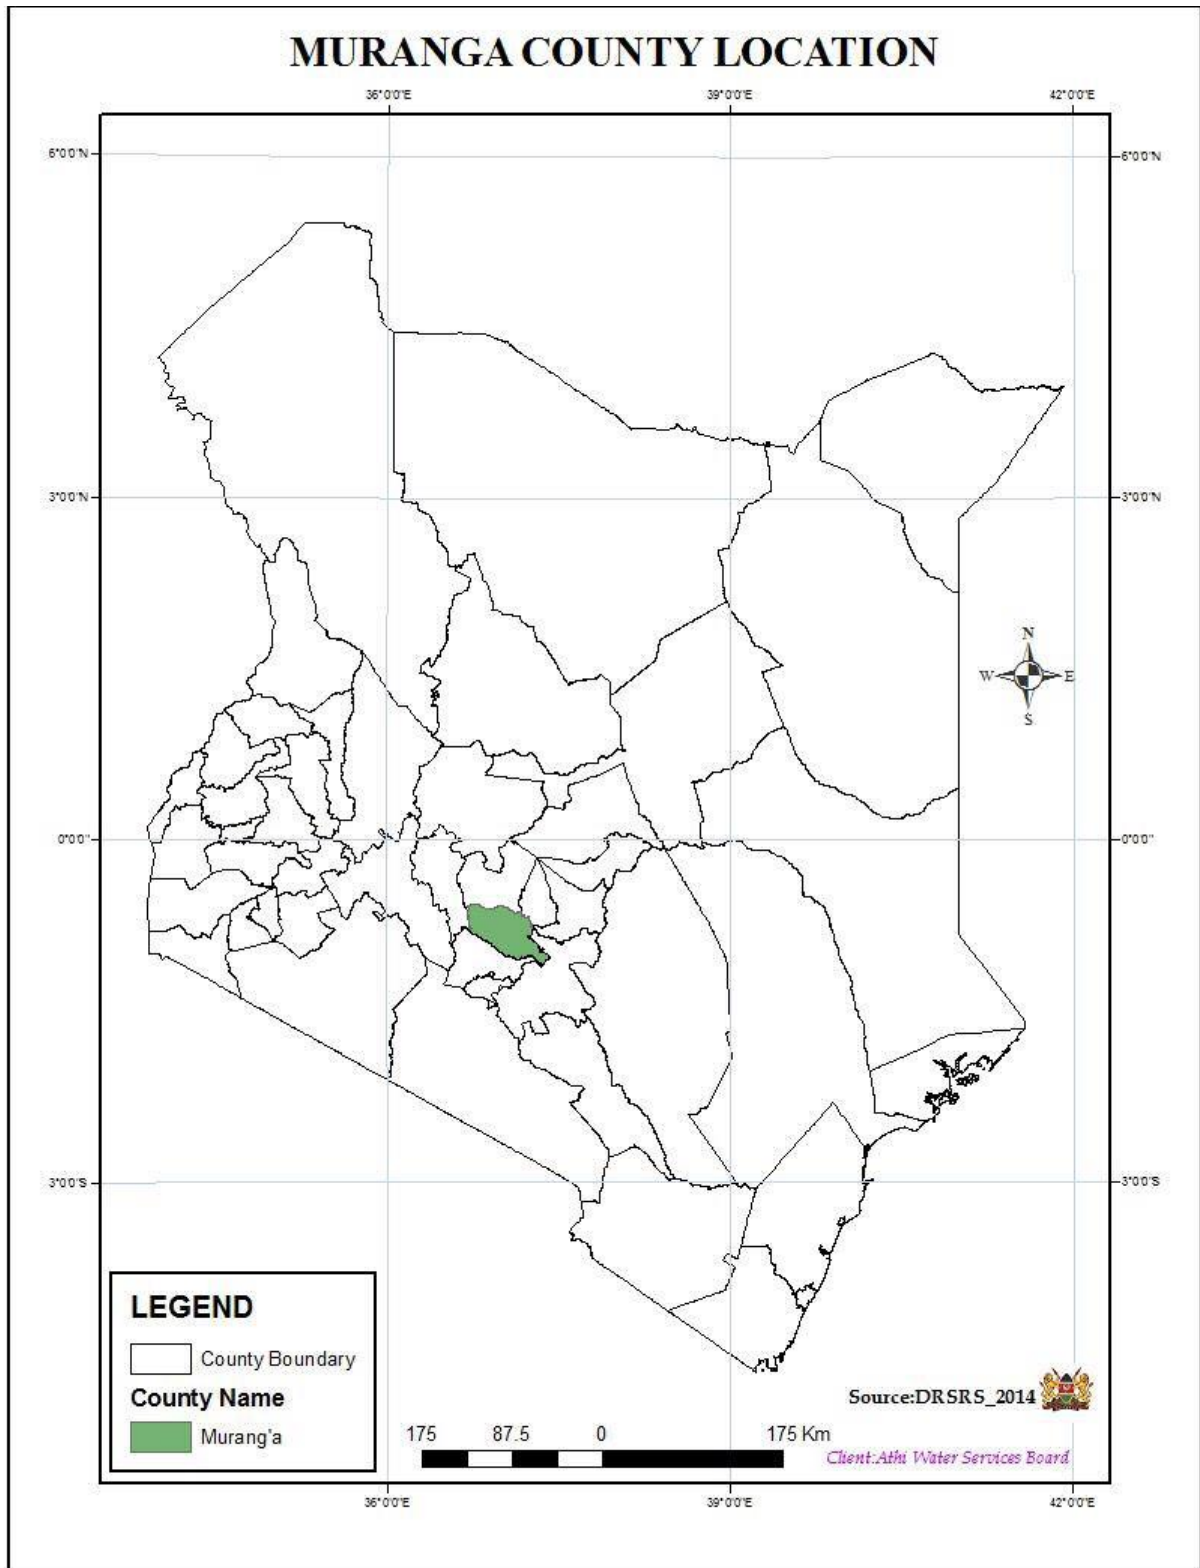 MURANGA COUNTY LOCATION
36°0'0"E 39°0'0"E 42°0'0"E
6°0'0"N 6°0'0"N
3°0'0"N 3°0'0"N
N
W E
S
0°0'0" 0°0'0"
3°0'0"S 3°0'0"S
LEGEND
County Boundary
County Name
Murang'a
Source:DRSRS_2014
175 87.5 0 175 Km
Client:Athi Water Services Board
36°0'0"E 39°0'0"E 42°0'0"E